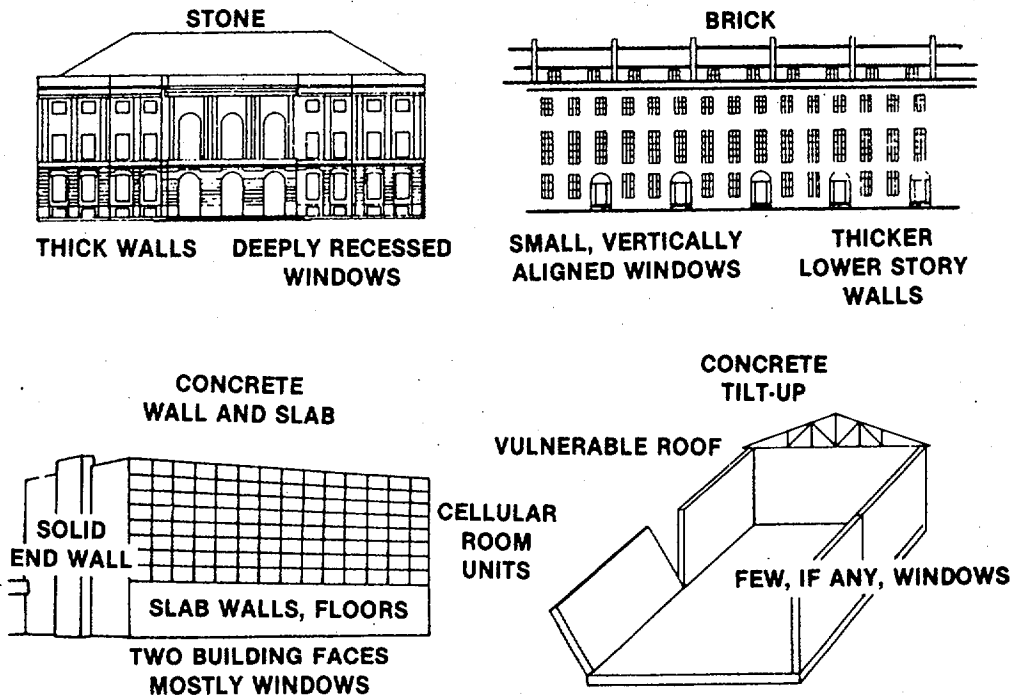 STONE
THICK WALLS
DEEPLY RECESSED
WINDOWS
BRICK
SMALL, VERTICALLY
ALIGNED WINDOWS
THICKER
LOWER STORY
WALLS
CONCRETE
WALL AND SLAB
SOLID
END WALL
CELLULAR
ROOM
UNITS
SLAB WALLS, FLOORS
TWO BUILDING FACES
MOSTLY WINDOWS
CONCRETE
TILT-UP
VULNERABLE ROOF
FEW, IF ANY, WINDOWS